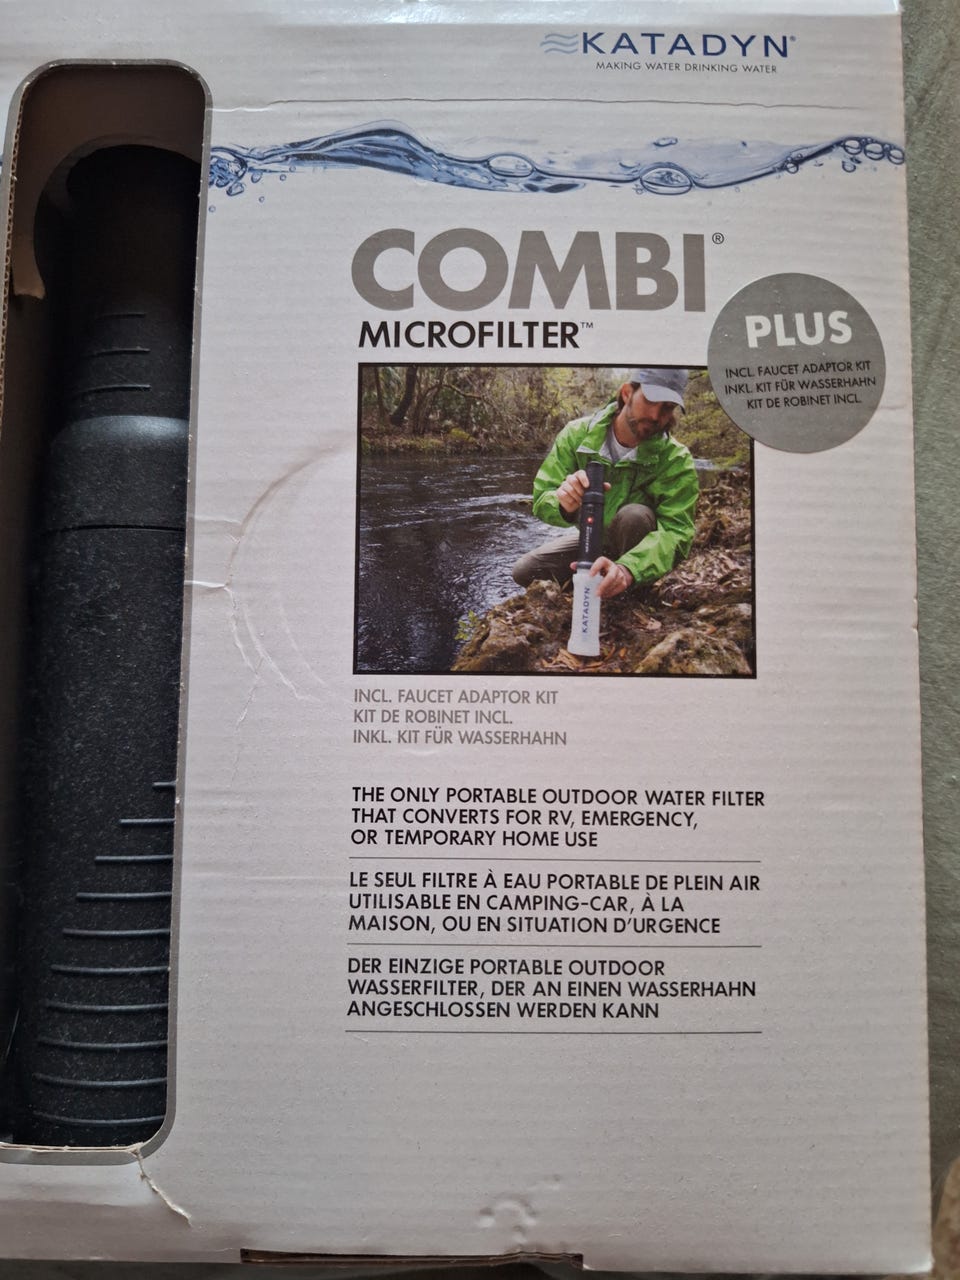 KATADYN®
MAKING WATER DRINKING WATER
COMBI®
MICROFILTER™
PLUS
INCL. FAUCET ADAPTOR KIT
INKL. KIT FÜR WASSERHAHN
KIT DE ROBINET INCL.
KATADYN
INCL. FAUCET ADAPTOR KIT
KIT DE ROBINET INCL.
INKL. KIT FÜR WASSERHAHN
THE ONLY PORTABLE OUTDOOR WATER FILTER
THAT CONVERTS FOR RV, EMERGENCY,
OR TEMPORARY HOME USE
LE SEUL FILTRE À EAU PORTABLE DE PLEIN AIR
UTILISABLE EN CAMPING-CAR, À LA
MAISON, OU EN SITUATION D'URGENCE
DER EINZIGE PORTABLE OUTDOOR
WASSERFILTER, DER AN EINEN WASSERHAHN
ANGESCHLOSSEN WERDEN KANN